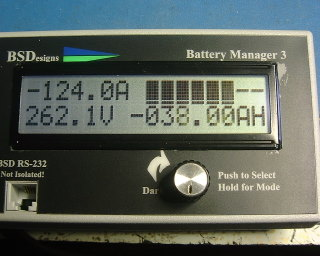 BSDesigns
Battery Manager 3
-124.0A
262.1V -038.00AH
BSD RS-232
Not Isolated!
Push to Select
Hold for Mode